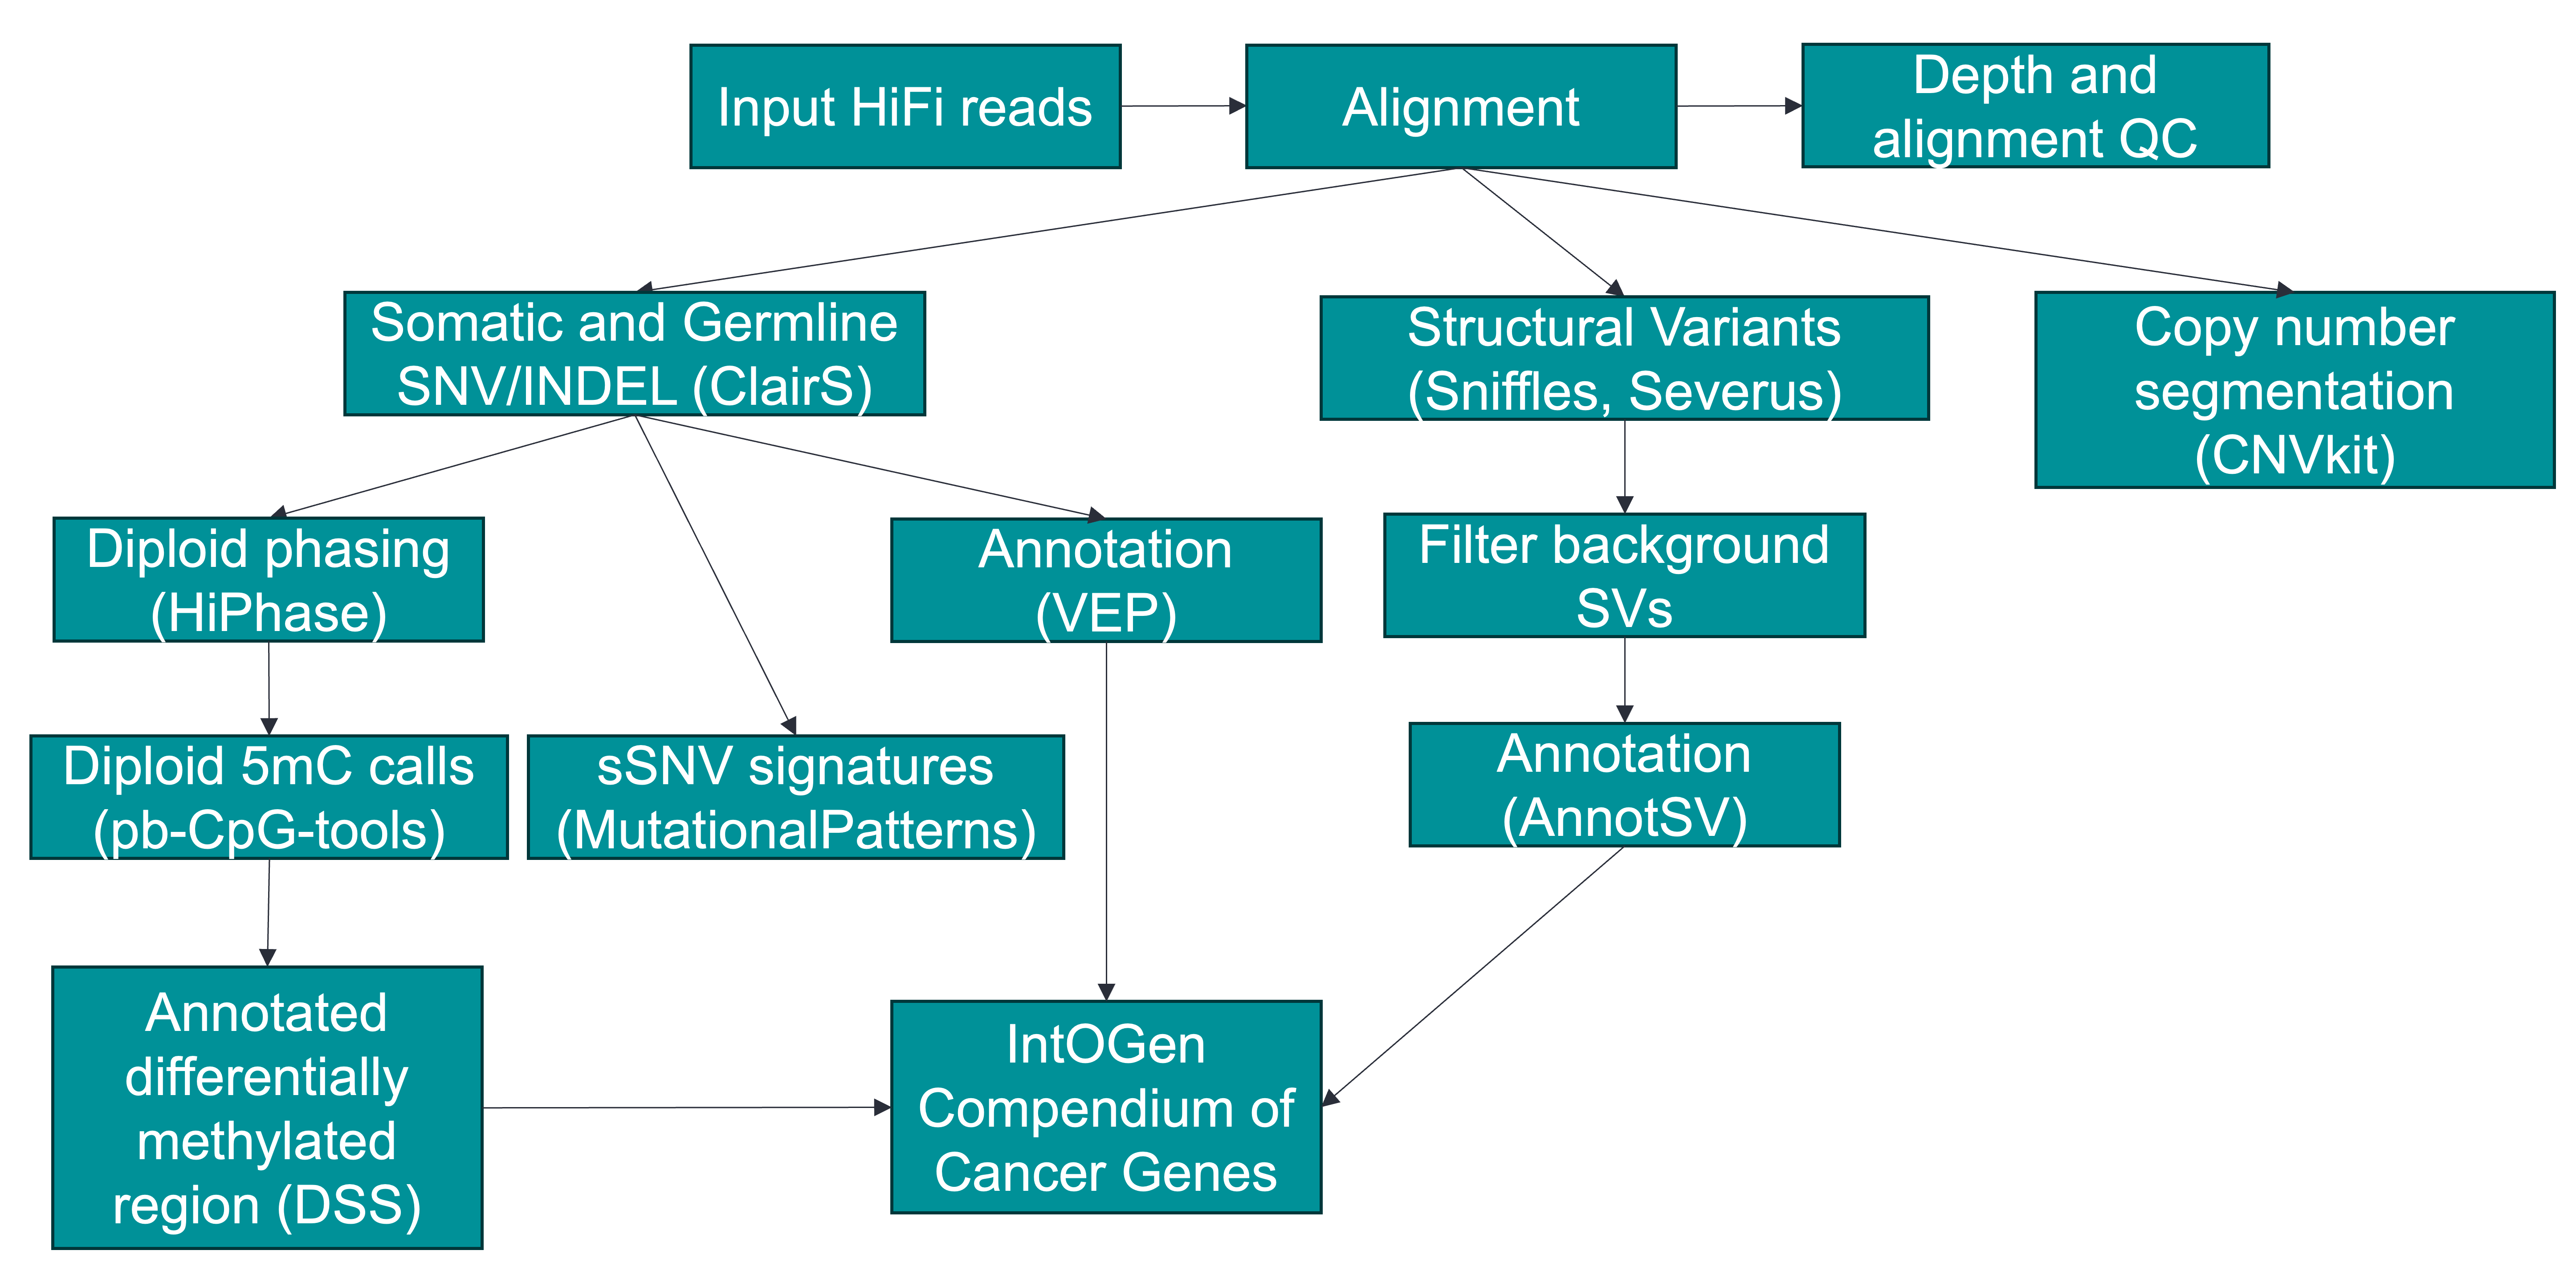 Input HiFi reads
Alignment
Depth and
alignment QC
Somatic and Germline
SNV/INDEL (ClairS)
Structural Variants
(Sniffles, Severus)
Copy number
segmentation
(CNVkit)
Diploid phasing
(HiPhase)
Annotation
(VEP)
Filter background
SVs
Diploid 5mC calls
(pb-CpG-tools)
sSNV signatures
(MutationalPatterns)
Annotation
(AnnotSV)
Annotated
differentially
methylated
region (DSS)
IntOGen
Compendium of
Cancer Genes